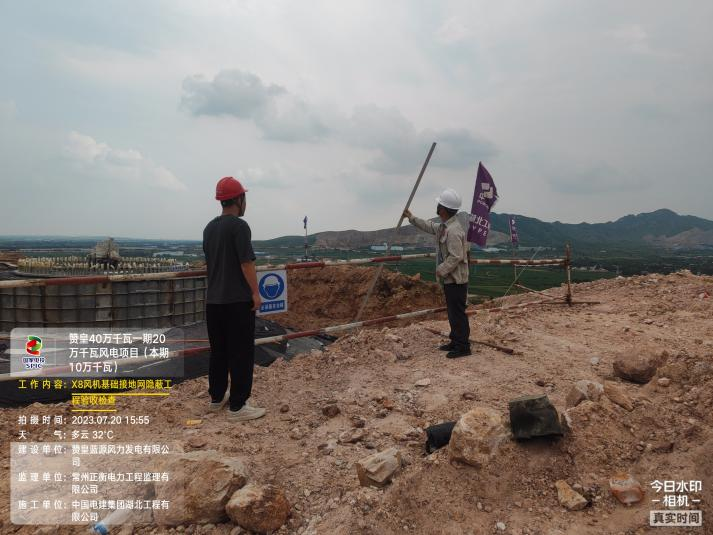 北工
赞皇40万千瓦一期20
万千瓦风电项目（本期
10万千瓦）
国家电投
SPIC
工作内容：X8风机基础接地网隐蔽工
程验收检查
拍摄时间：2023.07.20 15:55
天 气：多云 32℃
建设单位：赞皇蓝源风力发电有限公
司
监理单位：常州正衡电力工程监理有
限公司
施工单位：中国电建集团湖北工程有
限公司
今日水印
-相机-
真实时间